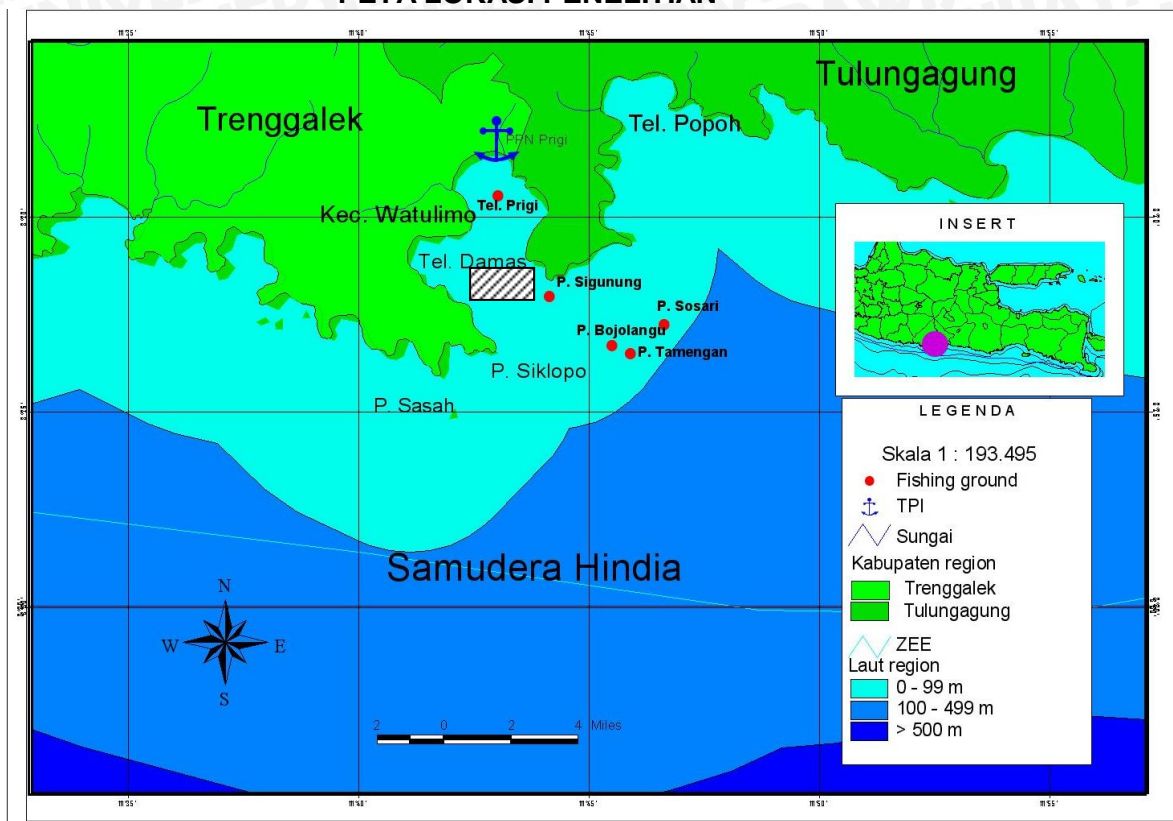 PETA LOKASI PENELITIAN
Tulungagung
Trenggalek
Tel. Popoh
PPN Prigi
Tel. Prigi
Kec. Watulimo
Tel. Damas
P. Sigunung
P. Sosari
P. Bojolangu
P. Tamengan
P. Siklopo
P. Sasah
Samudera Hindia
N
W
E
S
2 0 2 4 Miles
INSERT
LEGENDA
Skala 1 : 193.495
Fishing ground
TPI
Sungai
Kabupaten region
Trenggalek
Tulungagung
ZEE
Laut region
0 - 99 m
100 - 499 m
> 500 m